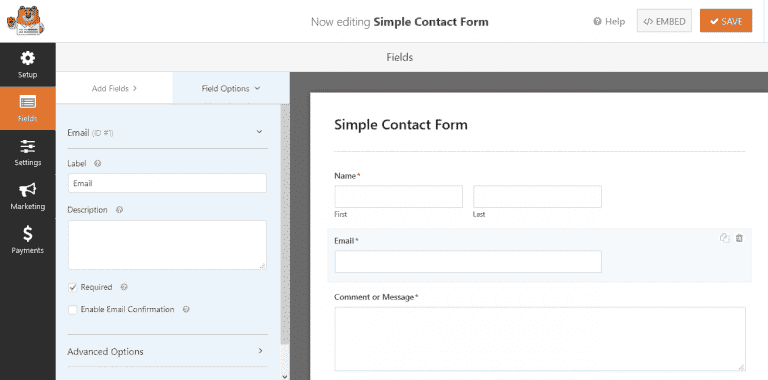 Now editing Simple Contact Form
Help
</> EMBED
SAVE
Fields
Setup
Fields
Settings
Marketing
Payments
Add Fields
Field Options
Email (ID #1)
Label
Email
Description
Required
Enable Email Confirmation
Advanced Options
Simple Contact Form
Name*
First Last
Email*
Comment or Message*